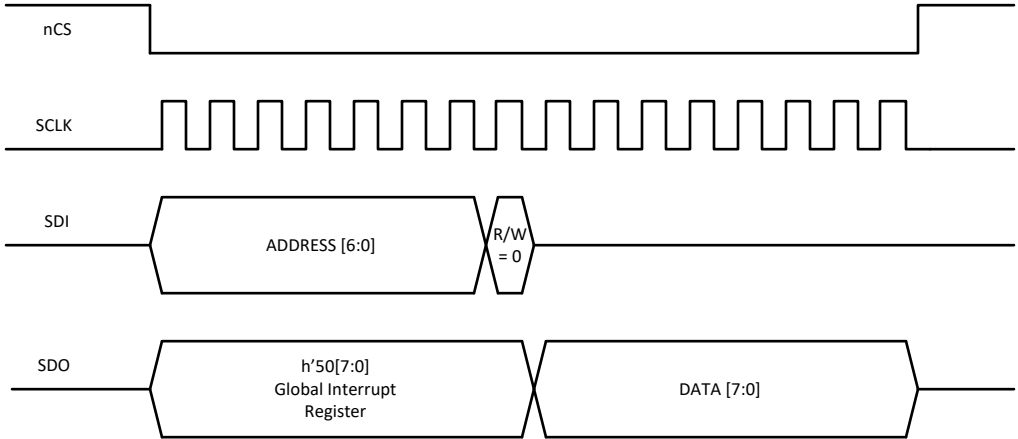 nCS
SCLK
SDI
ADDRESS [6:0]
R/W
= 0
SDO
h’50[7:0]
Global Interrupt
Register
DATA [7:0]